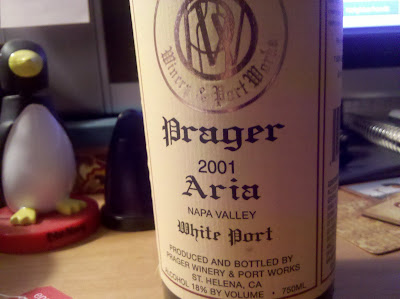 Winery & Port Works
Prager
2001
Aria
NAPA VALLEY
White Port
PRODUCED AND BOTTLED BY
PRAGER WINERY & PORT WORKS
ST. HELENA, CA
ALCOHOL 18% BY VOLUME • 750ML